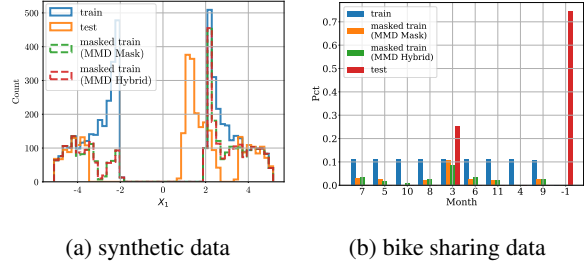 500
400
300
200
100
0
Count
train
test
masked train
(MMD Mask)
masked train
(MMD Hybrid)
-4
-2
0
2
4
X₁
(a) synthetic data
0.7
0.6
0.5
0.4
0.3
0.2
0.1
0.0
Pct
train
masked train
(MMD Mask)
masked train
(MMD Hybrid)
test
7 5 10 8 3 6 11 4 9 -1
Month
(b) bike sharing data